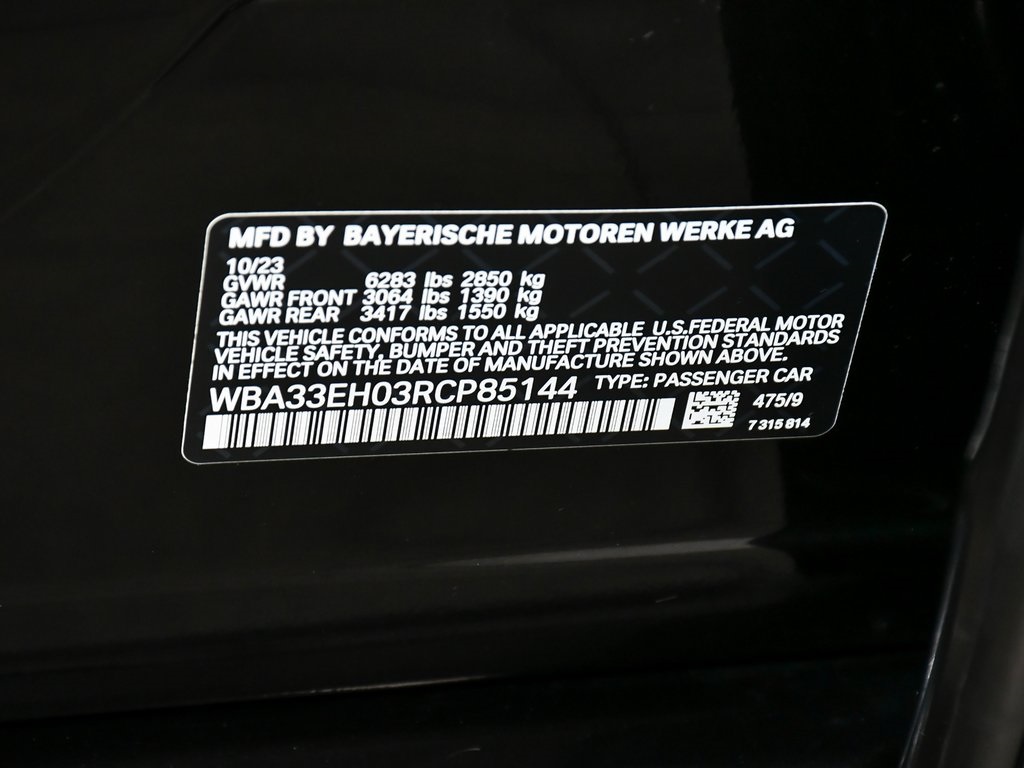 MFD BY BAYERISCHE MOTOREN WERKE AG
10/23
GVWR 6283 lbs 2850 kg
GAWR FRONT 3064 lbs 1390 kg
GAWR REAR 3417 lbs 1550 kg
THIS VEHICLE CONFORMS TO ALL APPLICABLE U.S.FEDERAL MOTOR
VEHICLE SAFETY, BUMPER AND THEFT PREVENTION STANDARDS
IN EFFECT ON THE DATE OF MANUFACTURE SHOWN ABOVE.
WBA33EH03RCP85144 TYPE: PASSENGER CAR
475/9
7 315 814